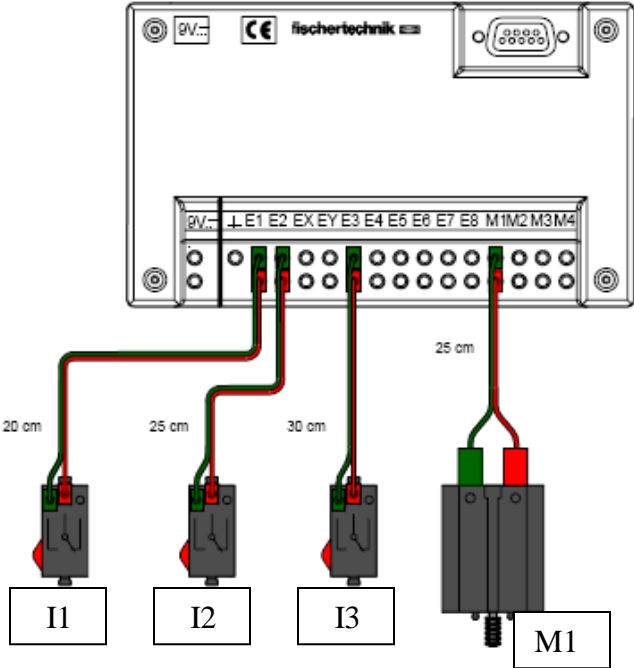 9V⎓ CE fischertechnik
9V⎓ ⊥ E1 E2 EX EY E3 E4 E5 E6 E7 E8 M1 M2 M3 M4
25 cm
20 cm 25 cm 30 cm
I1 I2 I3 M1